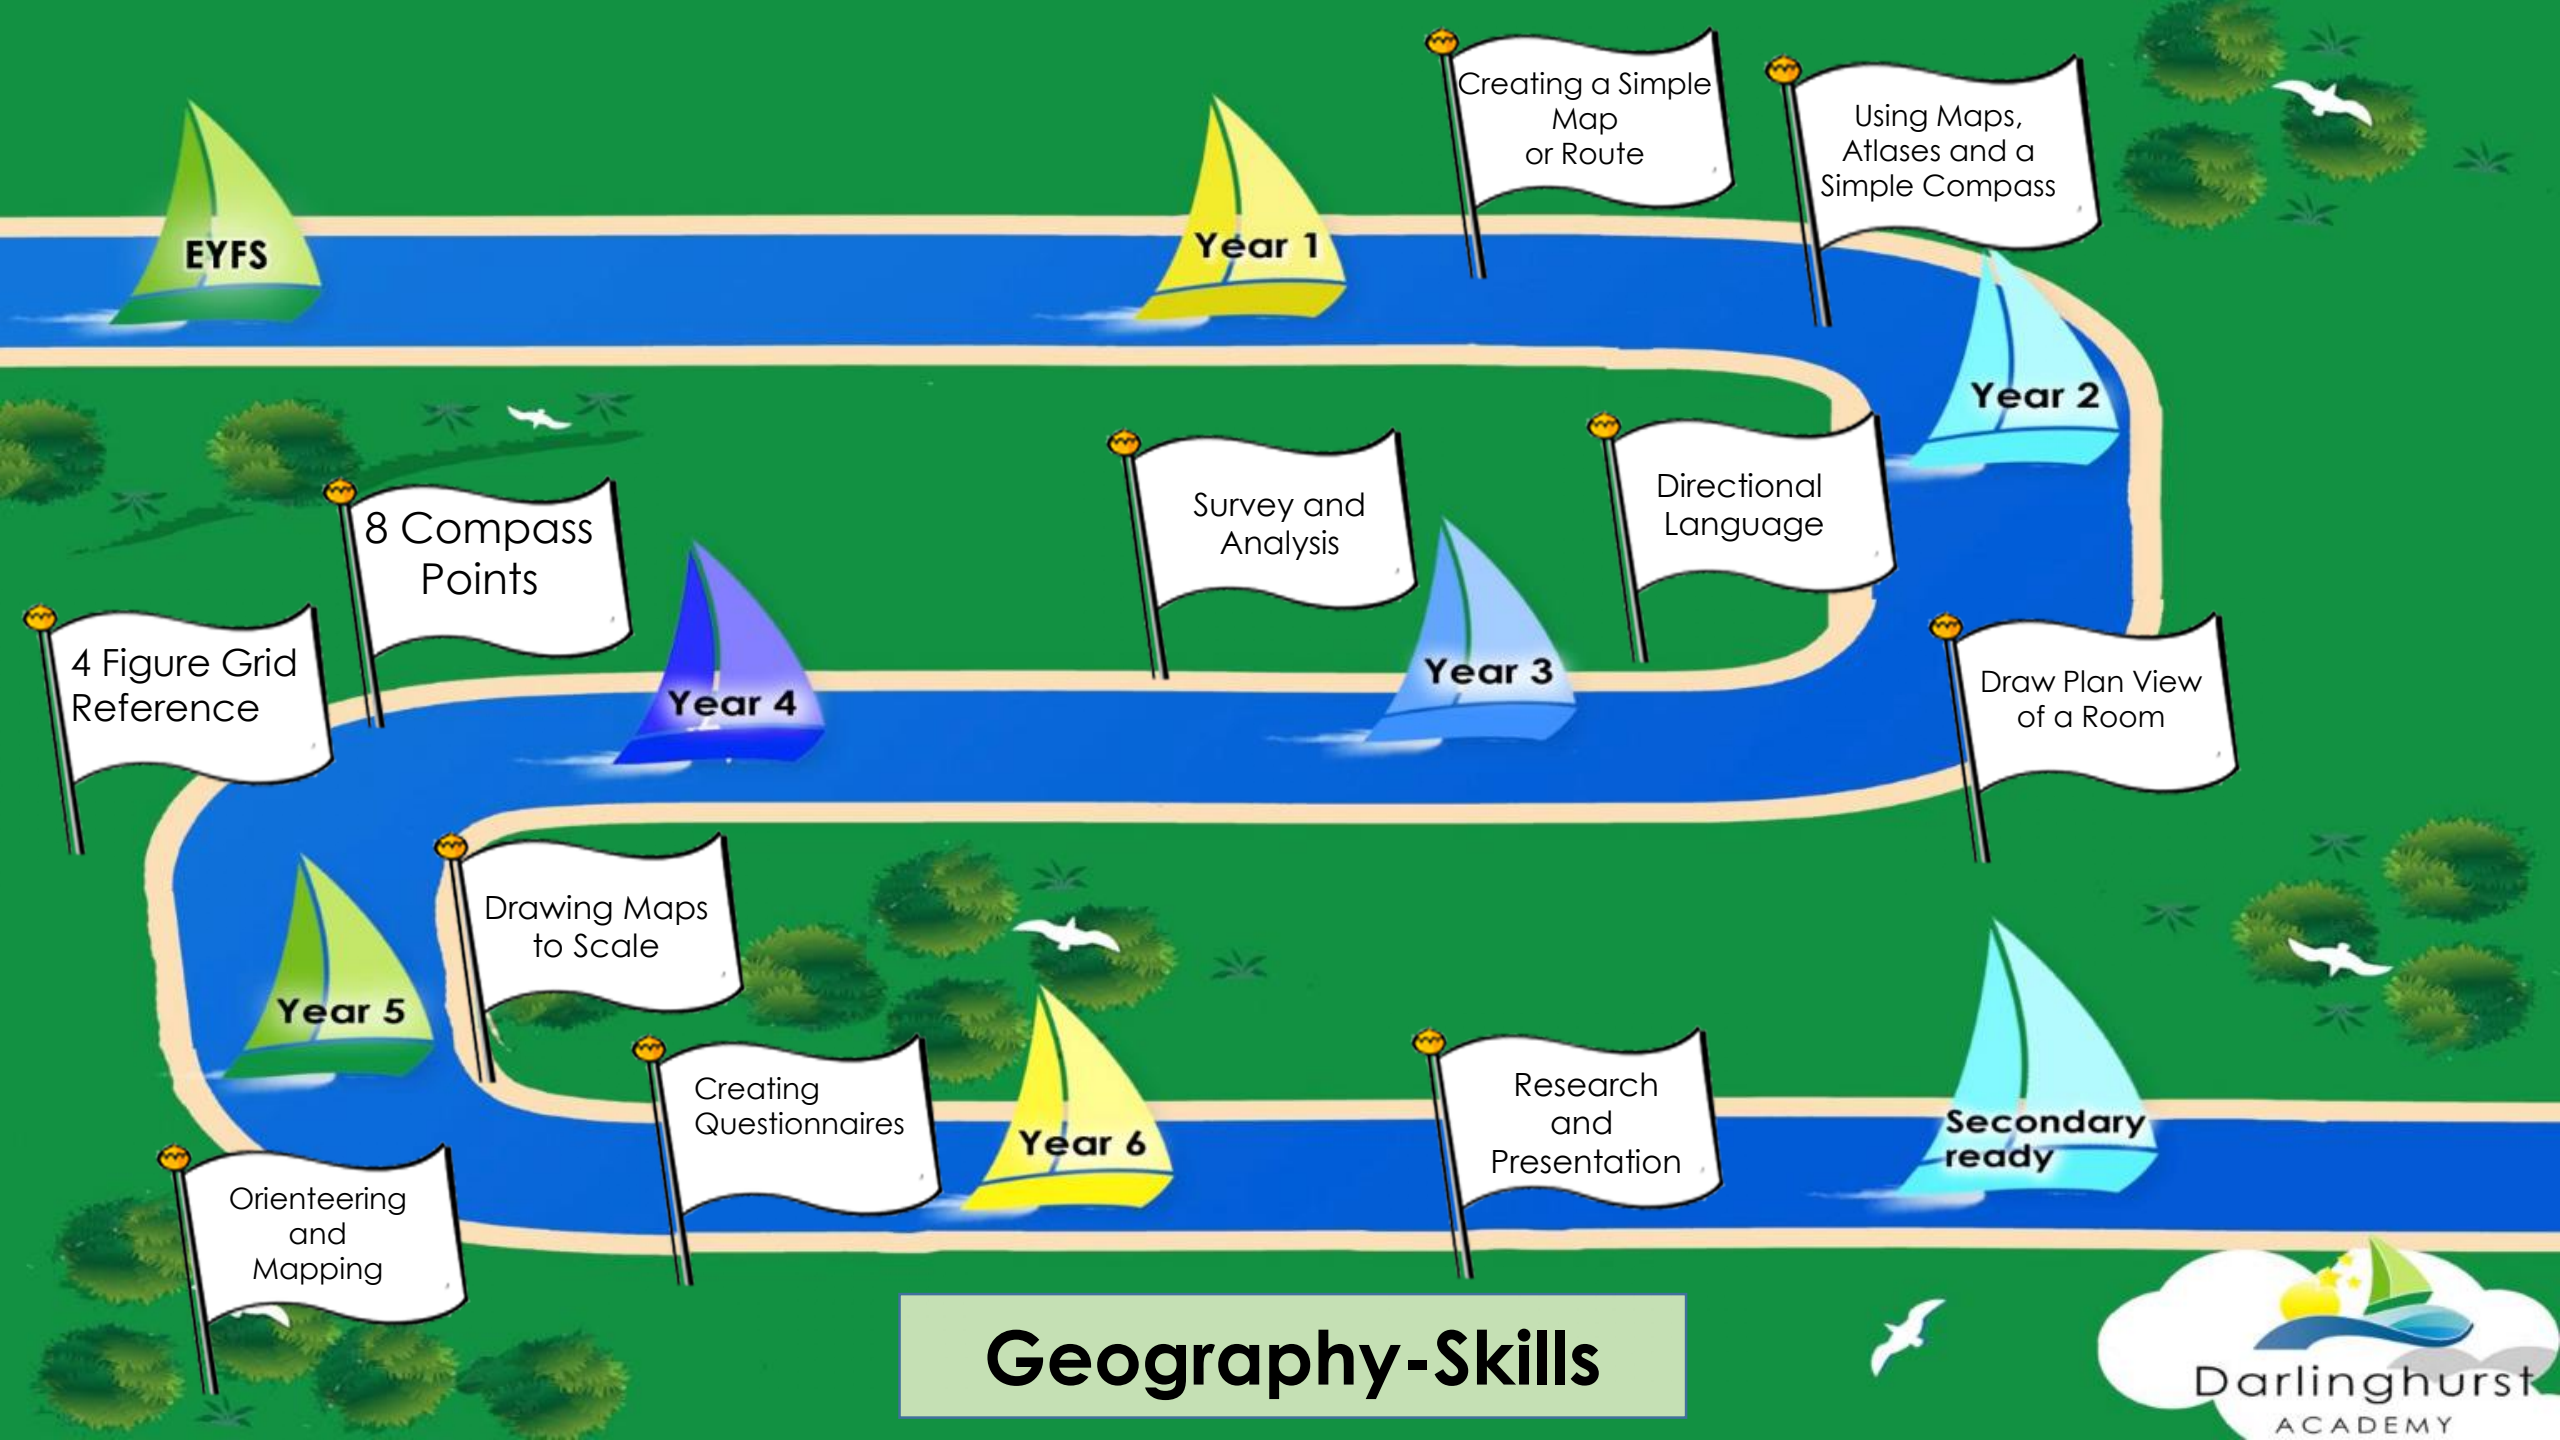 EYFS
Year 1
Creating a Simple
Map
or Route
Using Maps,
Atlases and a
Simple Compass
Year 2
Directional
Language
Draw Plan View
of a Room
Year 3
Survey and
Analysis
Year 4
8 Compass
Points
4 Figure Grid
Reference
Year 5
Drawing Maps
to Scale
Orienteering
and
Mapping
Creating
Questionnaires
Year 6
Research
and
Presentation
Secondary
ready
Geography-Skills
Darlinghurst
ACADEMY